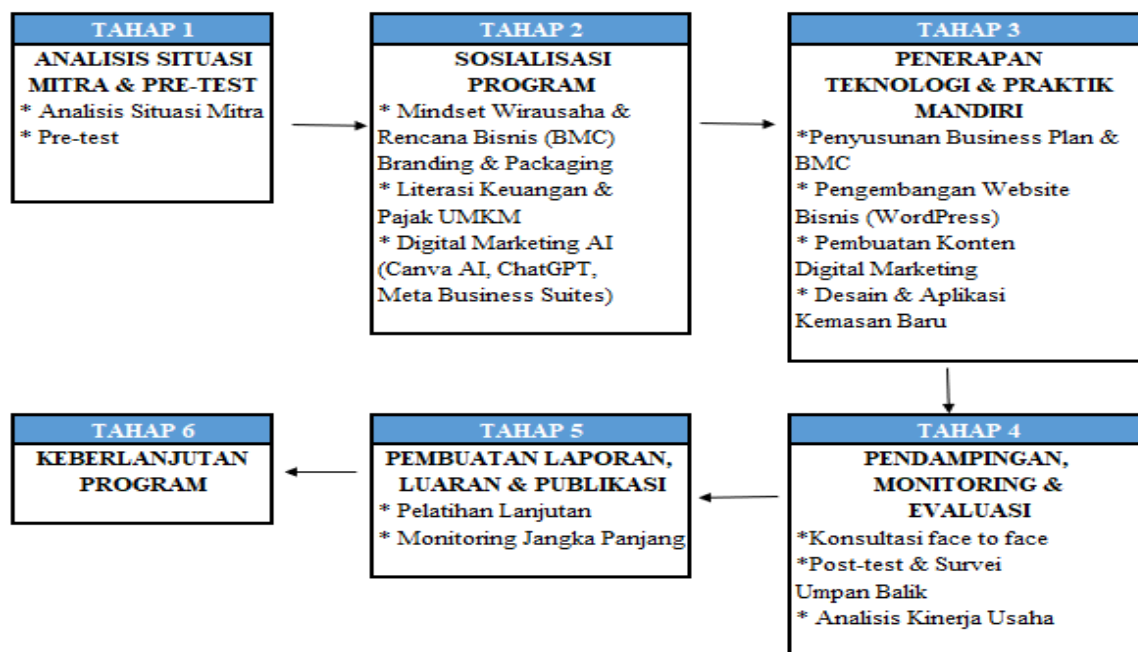 TAHAP 1
ANALISIS SITUASI
MITRA & PRE-TEST
* Analisis Situasi Mitra
* Pre-test
TAHAP 2
SOSIALISASI
PROGRAM
* Mindset Wirausaha &
Rencana Bisnis (BMC)
Branding & Packaging
* Literasi Keuangan &
Pajak UMKM
* Digital Marketing AI
(Canva AI, ChatGPT,
Meta Business Suites)
TAHAP 3
PENERAPAN
TEKNOLOGI & PRAKTIK
MANDIRI
*Penyusunan Business Plan &
BMC
* Pengembangan Website
Bisnis (WordPress)
* Pembuatan Konten
Digital Marketing
* Desain & Aplikasi
Kemasan Baru
TAHAP 4
PENDAMPINGAN,
MONITORING &
EVALUASI
*Konsultasi face to face
*Post-test & Survei
Umpan Balik
* Analisis Kinerja Usaha
TAHAP 5
PEMBUATAN LAPORAN,
LUARAN & PUBLIKASI
* Pelatihan Lanjutan
* Monitoring Jangka Panjang
TAHAP 6
KEBERLANJUTAN
PROGRAM